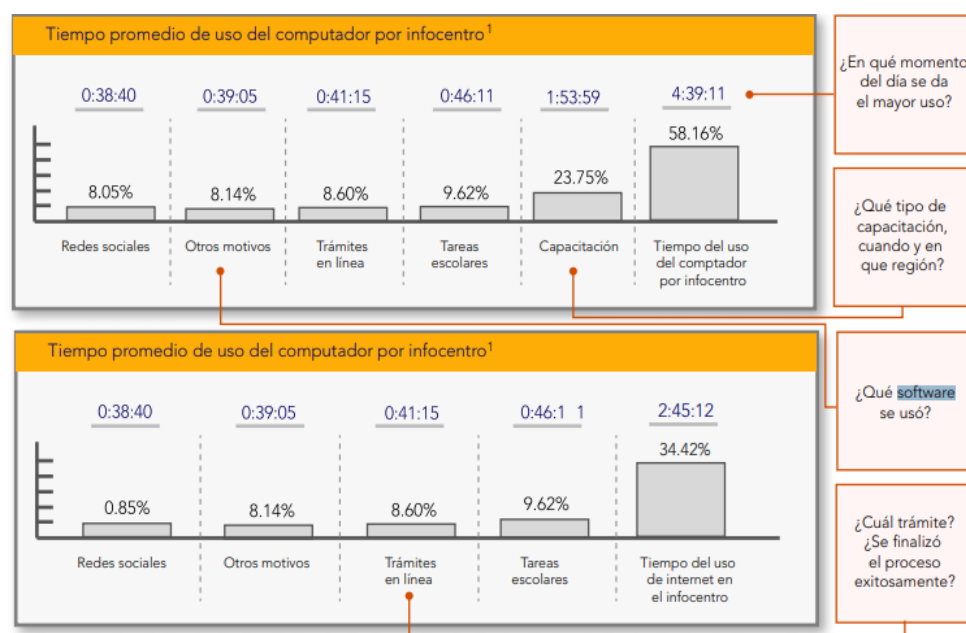 Tiempo promedio de uso del computador por infocentro1
0:38:40
0:39:05
0:41:15
0:46:11
1:53:59
4:39:11
8.05%
8.14%
8.60%
9.62%
23.75%
58.16%
Redes sociales
Otros motivos
Trámites
en línea
Tareas
escolares
Capacitación
Tiempo del uso
del comptador
por infocentro
¿En qué momento
del día se da
el mayor uso?
¿Qué tipo de
capacitación,
cuando y en
que región?
Tiempo promedio de uso del computador por infocentro1
0:38:40
0:39:05
0:41:15
0:46:1 1
2:45:12
0.85%
8.14%
8.60%
9.62%
34.42%
Redes sociales
Otros motivos
Trámites
en línea
Tareas
escolares
Tiempo del uso
de internet en
el infocentro
¿Qué software
se usó?
¿Cuál trámite?
¿Se finalizó
el proceso
exitosamente?